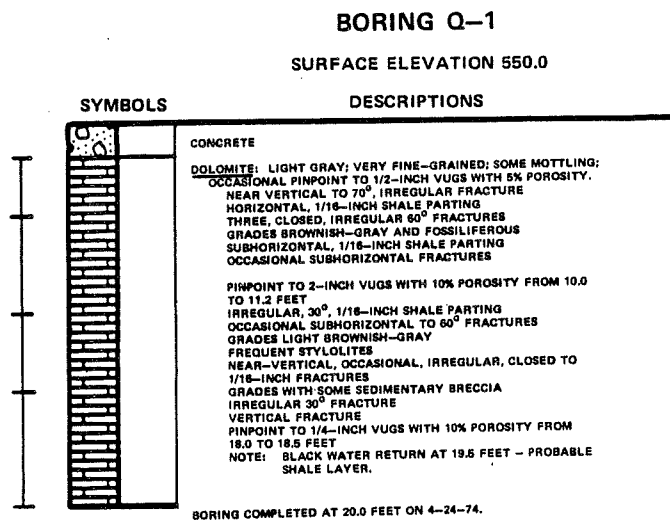 BORING Q-1
SURFACE ELEVATION 550.0
SYMBOLS
DESCRIPTIONS
CONCRETE
DOLOMITE: LIGHT GRAY; VERY FINE-GRAINED; SOME MOTTLING;
OCCASIONAL PINPOINT TO 1/2-INCH VUGS WITH 5% POROSITY.
NEAR VERTICAL TO 70°, IRREGULAR FRACTURE
HORIZONTAL, 1/16-INCH SHALE PARTING
THREE, CLOSED, IRREGULAR 60° FRACTURES
GRADES BROWNISH-GRAY AND FOSSILIFEROUS
SUBHORIZONTAL, 1/16-INCH SHALE PARTING
OCCASIONAL SUBHORIZONTAL FRACTURES
PINPOINT TO 2-INCH VUGS WITH 10% POROSITY FROM 10.0
TO 11.2 FEET
IRREGULAR, 30°, 1/16-INCH SHALE PARTING
OCCASIONAL SUBHORIZONTAL TO 60° FRACTURES
GRADES LIGHT BROWNISH-GRAY
FREQUENT STYLOLITES
NEAR-VERTICAL, OCCASIONAL, IRREGULAR, CLOSED TO
1/16-INCH FRACTURES
GRADES WITH SOME SEDIMENTARY BRECCIA
IRREGULAR 30° FRACTURE
VERTICAL FRACTURE
PINPOINT TO 1/4-INCH VUGS WITH 10% POROSITY FROM
18.0 TO 18.5 FEET
NOTE: BLACK WATER RETURN AT 19.6 FEET - PROBABLE
SHALE LAYER.
BORING COMPLETED AT 20.0 FEET ON 4-24-74.